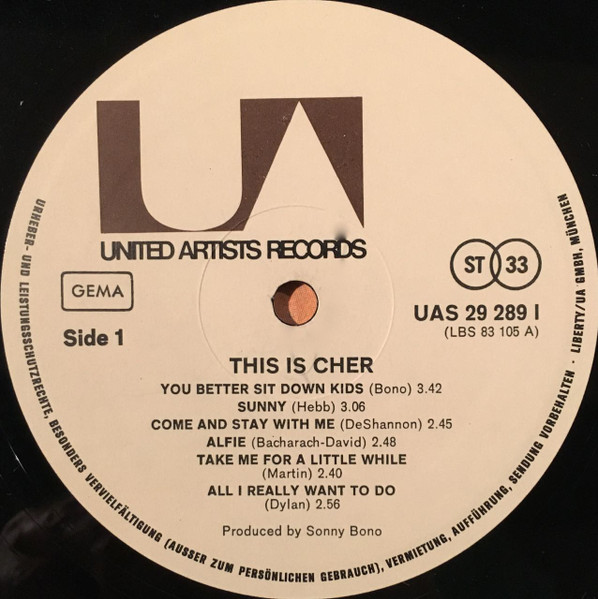 UA
UNITED ARTISTS RECORDS
GEMA
ST 33
Side 1
UAS 29 289 I
(LBS 83 105 A)
THIS IS CHER
YOU BETTER SIT DOWN KIDS (Bono) 3.42
SUNNY (Hebb) 3.06
COME AND STAY WITH ME (DeShannon) 2.45
ALFIE (Bacharach-David) 2.48
TAKE ME FOR A LITTLE WHILE
(Martin) 2.40
ALL I REALLY WANT TO DO
(Dylan) 2.56
Produced by Sonny Bono
URHEBER- UND LEISTUNGSSCHUTZRECHTE, BESONDERS VERVIELFÄLTIGUNG (AUSSER ZUM PERSÖNLICHEN GEBRAUCH), VERMIETUNG, AUFFÜHRUNG, SENDUNG VORBEHALTEN · LIBERTY/UA GMBH, MÜNCHEN